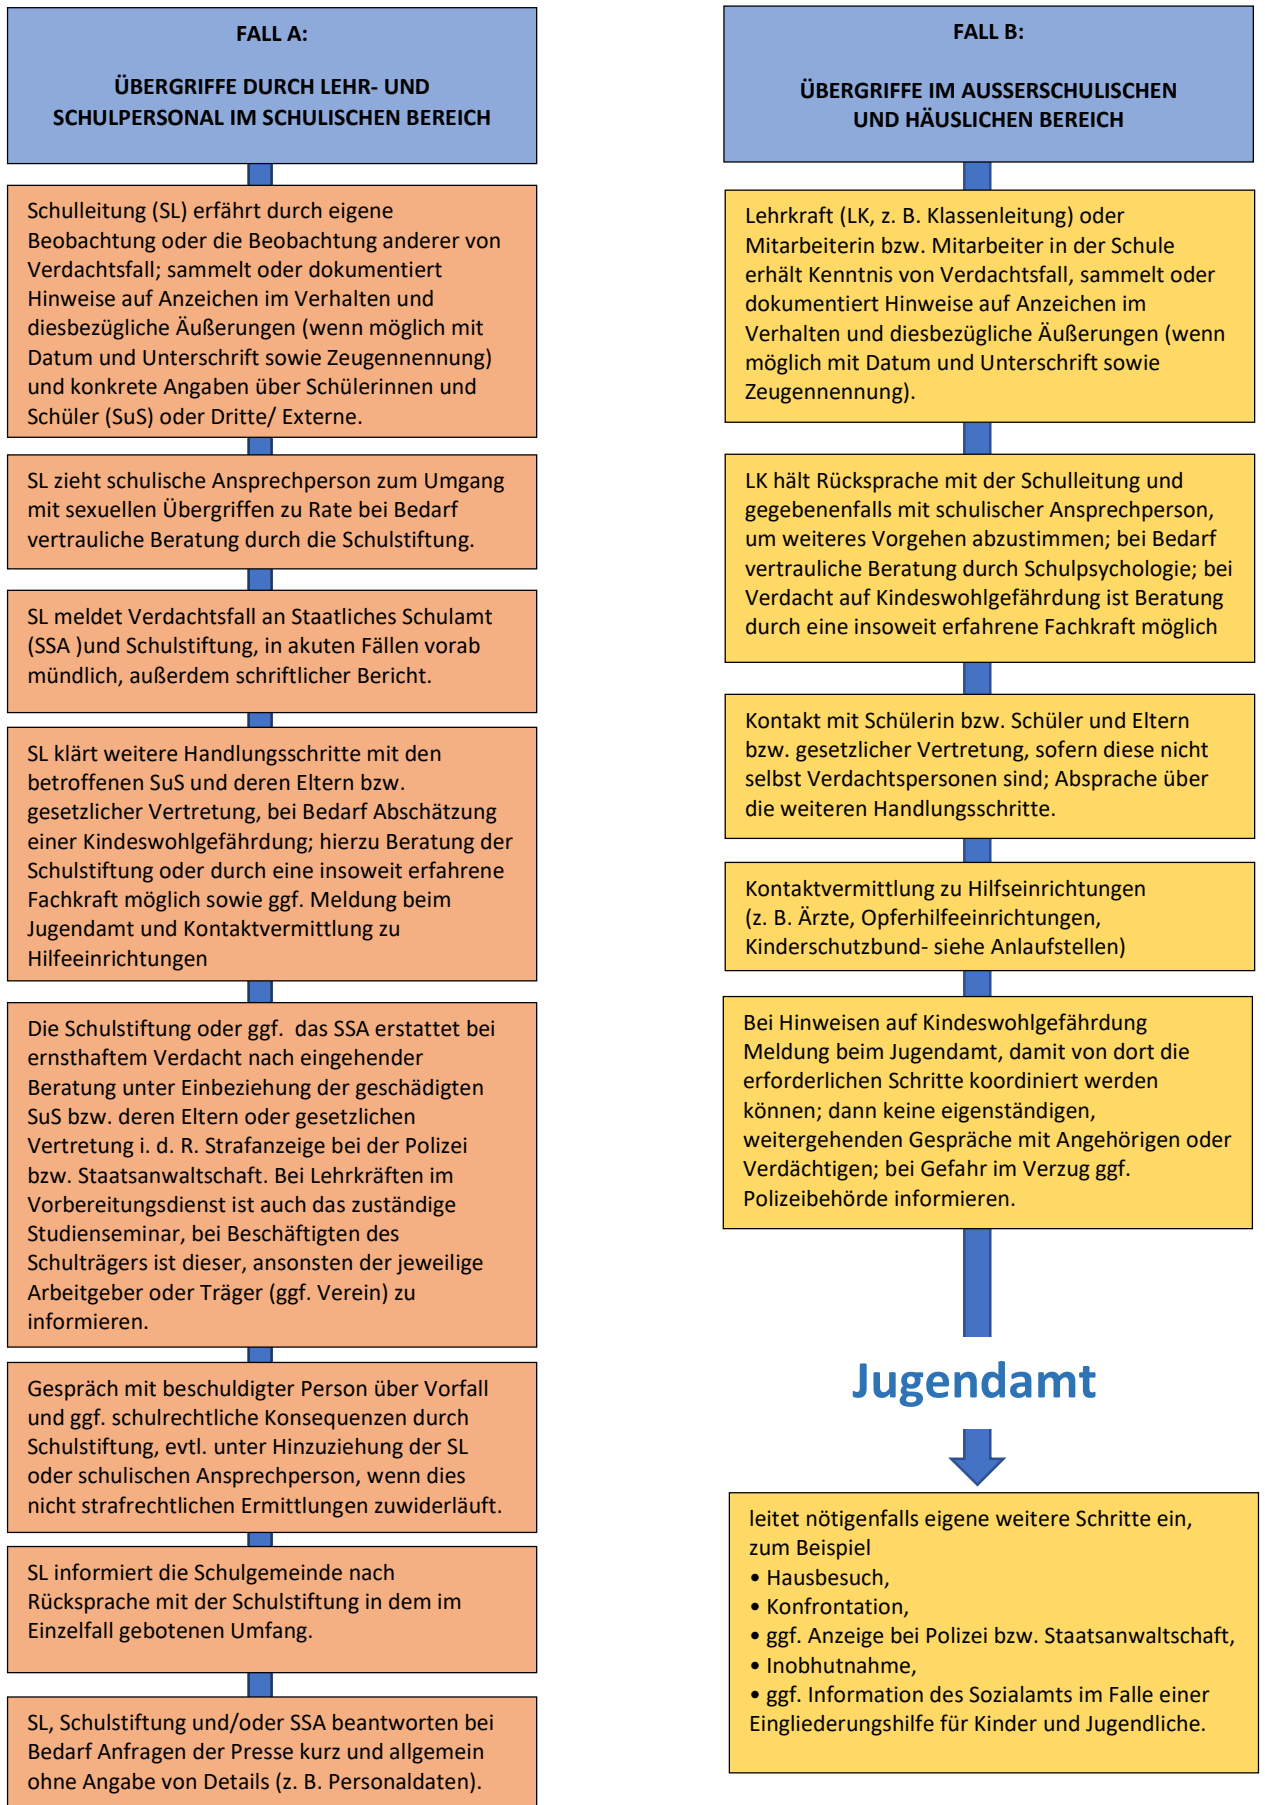 FALL A:
ÜBERGRIFFE DURCH LEHR- UND
SCHULPERSONAL IM SCHULISCHEN BEREICH
Schulleitung (SL) erfährt durch eigene
Beobachtung oder die Beobachtung anderer von
Verdachtsfall; sammelt oder dokumentiert
Hinweise auf Anzeichen im Verhalten und
diesbezügliche Äußerungen (wenn möglich mit
Datum und Unterschrift sowie Zeugennennung)
und konkrete Angaben über Schülerinnen und
Schüler (SuS) oder Dritte/ Externe.
SL zieht schulische Ansprechperson zum Umgang
mit sexuellen Übergriffen zu Rate bei Bedarf
vertrauliche Beratung durch die Schulstiftung.
SL meldet Verdachtsfall an Staatliches Schulamt
(SSA )und Schulstiftung, in akuten Fällen vorab
mündlich, außerdem schriftlicher Bericht.
SL klärt weitere Handlungsschritte mit den
betroffenen SuS und deren Eltern bzw.
gesetzlicher Vertretung, bei Bedarf Abschätzung
einer Kindeswohlgefährdung; hierzu Beratung der
Schulstiftung oder durch eine insoweit erfahrene
Fachkraft möglich sowie ggf. Meldung beim
Jugendamt und Kontaktvermittlung zu
Hilfeeinrichtungen
Die Schulstiftung oder ggf.  das SSA erstattet bei
ernsthaftem Verdacht nach eingehender
Beratung unter Einbeziehung der geschädigten
SuS bzw. deren Eltern oder gesetzlichen
Vertretung i. d. R. Strafanzeige bei der Polizei
bzw. Staatsanwaltschaft. Bei Lehrkräften im
Vorbereitungsdienst ist auch das zuständige
Studienseminar, bei Beschäftigten des
Schulträgers ist dieser, ansonsten der jeweilige
Arbeitgeber oder Träger (ggf. Verein) zu
informieren.
Gespräch mit beschuldigter Person über Vorfall
und ggf. schulrechtliche Konsequenzen durch
Schulstiftung, evtl. unter Hinzuziehung der SL
oder schulischen Ansprechperson, wenn dies
nicht strafrechtlichen Ermittlungen zuwiderläuft.
SL informiert die Schulgemeinde nach
Rücksprache mit der Schulstiftung in dem im
Einzelfall gebotenen Umfang.
SL, Schulstiftung und/oder SSA beantworten bei
Bedarf Anfragen der Presse kurz und allgemein
ohne Angabe von Details (z. B. Personaldaten).
FALL B:
ÜBERGRIFFE IM AUSSERSCHULISCHEN
UND HÄUSLICHEN BEREICH
Lehrkraft (LK, z. B. Klassenleitung) oder
Mitarbeiterin bzw. Mitarbeiter in der Schule
erhält Kenntnis von Verdachtsfall, sammelt oder
dokumentiert Hinweise auf Anzeichen im
Verhalten und diesbezügliche Äußerungen (wenn
möglich mit Datum und Unterschrift sowie
Zeugennennung).
LK hält Rücksprache mit der Schulleitung und
gegebenenfalls mit schulischer Ansprechperson,
um weiteres Vorgehen abzustimmen; bei Bedarf
vertrauliche Beratung durch Schulpsychologie; bei
Verdacht auf Kindeswohlgefährdung ist Beratung
durch eine insoweit erfahrene Fachkraft möglich
Kontakt mit Schülerin bzw. Schüler und Eltern
bzw. gesetzlicher Vertretung, sofern diese nicht
selbst Verdachtspersonen sind; Absprache über
die weiteren Handlungsschritte.
Kontaktvermittlung zu Hilfseinrichtungen
(z. B. Ärzte, Opferhilfeeinrichtungen,
Kinderschutzbund- siehe Anlaufstellen)
Bei Hinweisen auf Kindeswohlgefährdung
Meldung beim Jugendamt, damit von dort die
erforderlichen Schritte koordiniert werden
können; dann keine eigenständigen,
weitergehenden Gespräche mit Angehörigen oder
Verdächtigen; bei Gefahr im Verzug ggf.
Polizeibehörde informieren.
Jugendamt
leitet nötigenfalls eigene weitere Schritte ein,
zum Beispiel
• Hausbesuch,
• Konfrontation,
• ggf. Anzeige bei Polizei bzw. Staatsanwaltschaft,
• Inobhutnahme,
• ggf. Information des Sozialamts im Falle einer
Eingliederungshilfe für Kinder und Jugendliche.